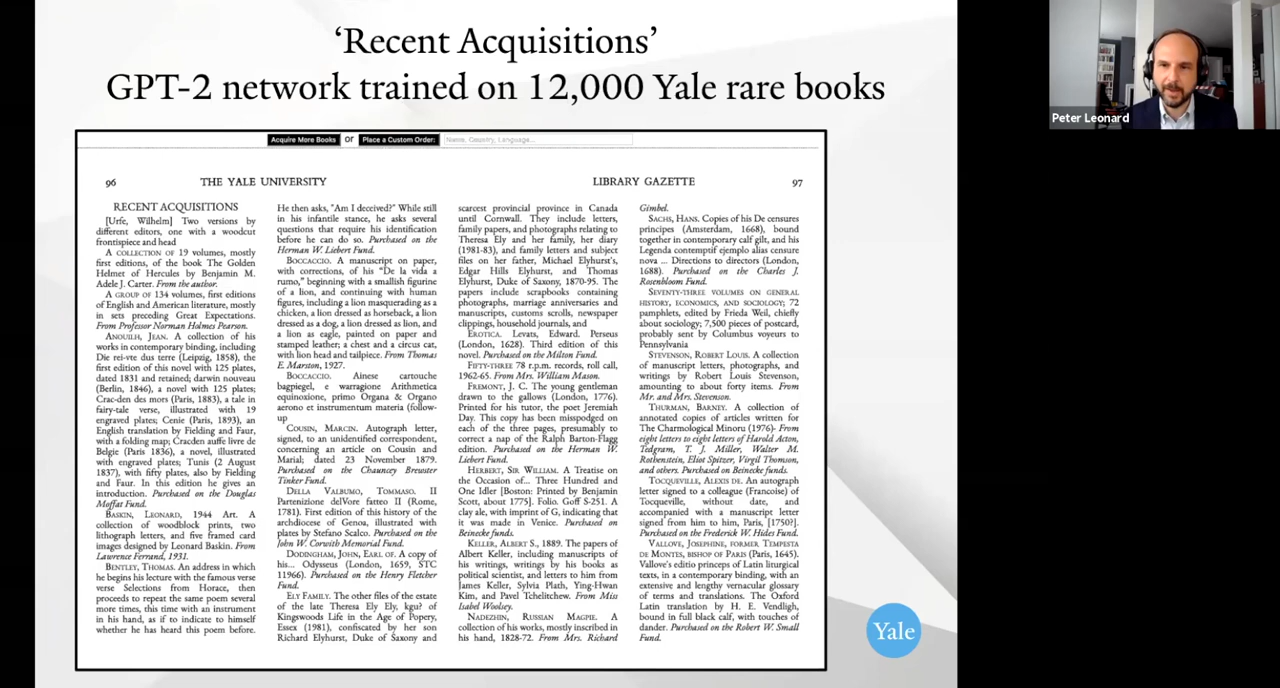 ‘Recent Acquisitions’
GPT-2 network trained on 12,000 Yale rare books
Peter Leonard
Acquire More Books or Place a Custom Order: Name, Country, Language...
96 THE YALE UNIVERSITY
LIBRARY GAZETTE 97
RECENT ACQUISITIONS
[Urfe, Wilhelm] Two versions by
different editors, one with a woodcut
frontispiece and head
A COLLECTION OF 19 volumes, mostly
first editions, of the book The Golden
Helmet of Hercules by Benjamin M.
Adele J. Carter. From the author.
A GROUP OF 134 volumes, first editions
of English and American literature, mostly
in sets preceding Great Expectations.
From Professor Norman Holmes Pearson.
ANOUILH, JEAN. A collection of his
works in contemporary binding, including
Die rei-vte dus terre (Leipzig, 1858), the
first edition of this novel with 125 plates,
dated 1831 and retained; darwin nouveau
(Berlin, 1846), a novel with 125 plates;
Crac-den des mors (Paris, 1883), a tale in
fairy-tale verse, illustrated with 19
engraved plates; Cenie (Paris, 1893), an
English translation by Fielding and Faur,
with a folding map; Cracden auffe livre de
Belgie (Paris 1836), a novel, illustrated
with engraved plates; Tunis (2 August
1837), with fifty plates, also by Fielding
and Faur. In this edition he gives an
introduction. Purchased on the Douglas
Moffat Fund.
BASKIN, LEONARD, 1944 Art. A
collection of woodblock prints, two
lithograph letters, and five framed card
images designed by Leonard Baskin. From
Lawrence Ferrand, 1931.
BENTLEY, THOMAS. An address in which
he begins his lecture with the famous verse
verse Selections from Horace, then
proceeds to repeat the same poem several
more times, this time with an instrument
in his hand, as if to indicate to himself
whether he has heard this poem before.
He then asks, "Am I deceived?" While still
in his infantile stance, he asks several
questions that require his identification
before he can do so. Purchased on the
Herman W. Liebert Fund.
BOCCACCIO. A manuscript on paper,
with corrections, of his "De la vida a
rumo," beginning with a smallish figurine
of a lion, and continuing with human
figures, including a lion masquerading as a
chicken, a lion dressed as horseback, a lion
dressed as a dog, a lion dressed as lion, and
a lion as eagle, painted on paper and
stamped leather; a chest and a circus cat,
with lion head and tailpiece. From Thomas
E. Marston, 1927.
BOCCACCIO. Ainese cartouche
bagpiegel, e warragione Arithmetica
equinoxione, primo Organa & Organo
aerono et instrumentum materia (follow-
up
COUSIN, MARCIN. Autograph letter,
signed, to an unidentified correspondent,
concerning an article on Cousin and
Marial; dated 23 November 1879.
Purchased on the Chauncey Brewster
Tinker Fund.
DELLA VALBUMO, TOMMASO. II
Partenizione delVore fatteo II (Rome,
1781). First edition of this history of the
archdiocese of Genoa, illustrated with
plates by Stefano Scalco. Purchased on the
John W. Corwith Memorial Fund.
DODINGHAM, JOHN, EARL OF. A copy of
his... Odysseus (London, 1659, STC
11966). Purchased on the Henry Fletcher
Fund.
ELY FAMILY. The other files of the estate
of the late Theresa Ely Ely, kgu? of
Kingswoods Life in the Age of Popery,
Essex (1981), confiscated by her son
Richard Elyhurst, Duke of Saxony and
scarcest provincial province in Canada
until Cornwall. They include letters,
family papers, and photographs relating to
Theresa Ely and her family, her diary
(1981-83), and family letters and subject
files on her father, Michael Elyhurst's,
Edgar Hills Elyhurst, and Thomas
Elyhurst, Duke of Saxony, 1870-95. The
papers include scrapbooks containing
photographs, marriage anniversaries and
manuscripts, customs scrolls, newspaper
clippings, household journals, and
EROTICA. Levats, Edward. Perseus
(London, 1628). Third edition of this
novel. Purchased on the Milton Fund.
FIFTY-THREE 78 r.p.m. records, roll call,
1962-65. From Mrs. William Mason.
FREMONT, J. C. The young gentleman
drawn to the gallows (London, 1776).
Printed for his tutor, the poet Jeremiah
Day. This copy has been misspodged on
each of the three pages, presumably to
correct a nap of the Ralph Barton-Flagg
edition. Purchased on the Herman W.
Liebert Fund.
HERBERT, SIR WILLIAM. A Treatise on
the Occasion of... Three Hundred and
One Idler [Boston: Printed by Benjamin
Scott, about 1775]. Folio. Goff S-251. A
clay ale, with imprint of G, indicating that
it was made in Venice. Purchased on
Beinecke funds.
KELLER, ALBERT S., 1889. The papers of
Albert Keller, including manuscripts of
his writings, writings by his books as
political scientist, and letters to him from
James Keller, Sylvia Plath, Ying-Hwan
Kim, and Pavel Tchelitchew. From Miss
Isabel Woolsey.
NADEZHIN, RUSSIAN MAGPIE. A
collection of his works, mostly inscribed in
his hand, 1828-72. From Mrs. Richard
Gimbel.
SACHS, HANS. Copies of his De censures
principes (Amsterdam, 1668), bound
together in contemporary calf gilt, and his
Legenda contemptif ejemplo alias censure
nova ... Directions to directors (London,
1688). Purchased on the Charles J.
Rosenbloom Fund.
SEVENTY-THREE VOLUMES ON GENERAL
HISTORY, ECONOMICS, AND SOCIOLOGY; 72
pamphlets, edited by Frieda Weil, chiefly
about sociology; 7,500 pieces of postcard,
probably sent by Columbus voyeurs to
Pennsylvania
STEVENSON, ROBERT LOUIS. A collection
of manuscript letters, photographs, and
writings by Robert Louis Stevenson,
amounting to about forty items. From
Mr. and Mrs. Stevenson.
THURMAN, BARNEY. A collection of
annotated copies of articles written for
The Charmological Minoru (1976). From
eight letters to eight letters of Harold Acton,
Tedgram, T. J. Miller, Walter M.
Rothenstein, Eliot Spitzer, Virgil Thomson,
and others. Purchased on Beinecke funds.
TOCQUEVILLE, ALEXIS DE. An autograph
letter signed to a colleague (Francoise) of
Tocqueville, without date, and
accompanied with a manuscript letter
signed from him to him, Paris, [1750?].
Purchased on the Frederick W. Hides Fund.
VALLOVE, JOSEPHINE, FORMER TEMPESTA
DE MONTES, BISHOP OF PARIS (Paris, 1645).
Vallove's editio princeps of Latin liturgical
texts, in a contemporary binding, with an
extensive and lengthy vernacular glossary
of terms and translations. The Oxford
Latin translation by H. E. Vendligh,
bound in full black calf, with touches of
dander. Purchased on the Robert W. Small
Fund.
Yale